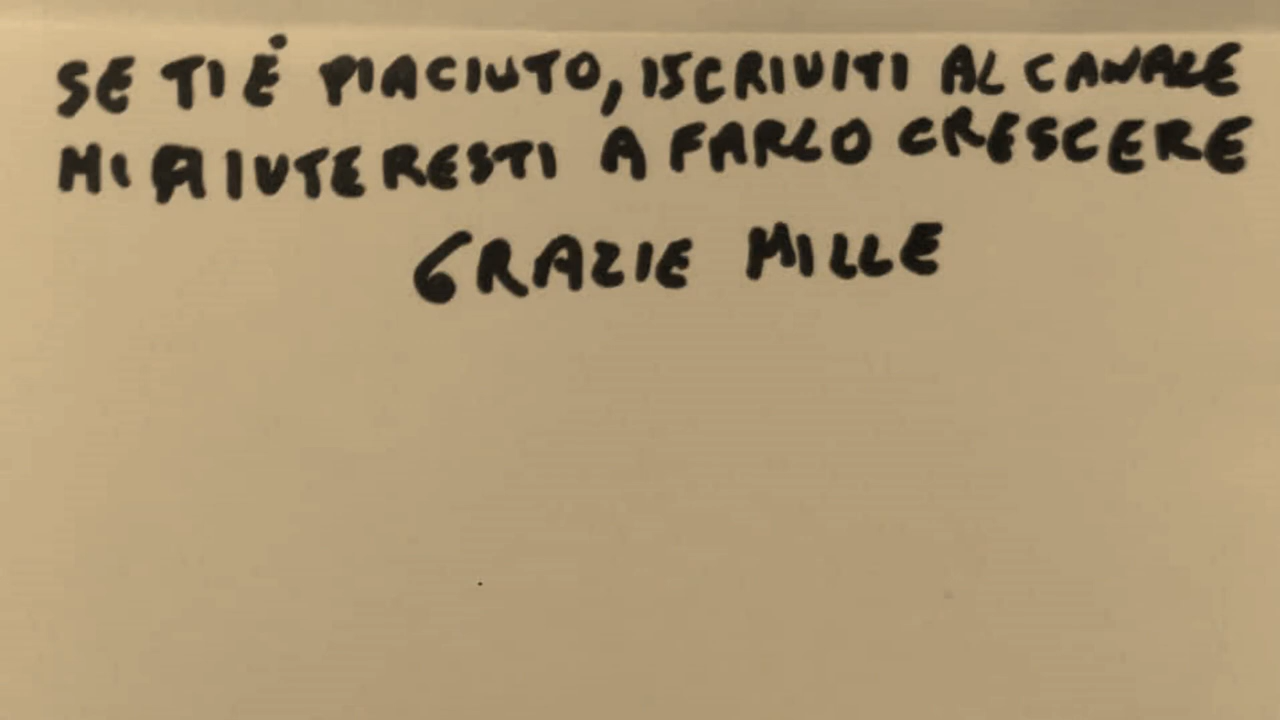 SE TI È PIACIUTO, ISCRIVITI AL CANALE
MI AIUTERESTI A FARLO CRESCERE
GRAZIE MILLE